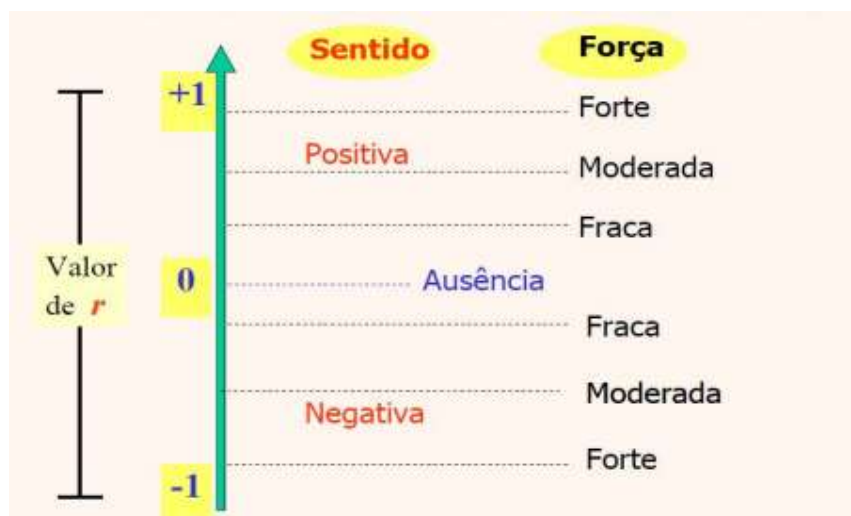 Sentido Força
+1
Forte
Positiva
Moderada
Fraca
Valor
de r
0
Ausência
Fraca
Moderada
Negativa
Forte
-1